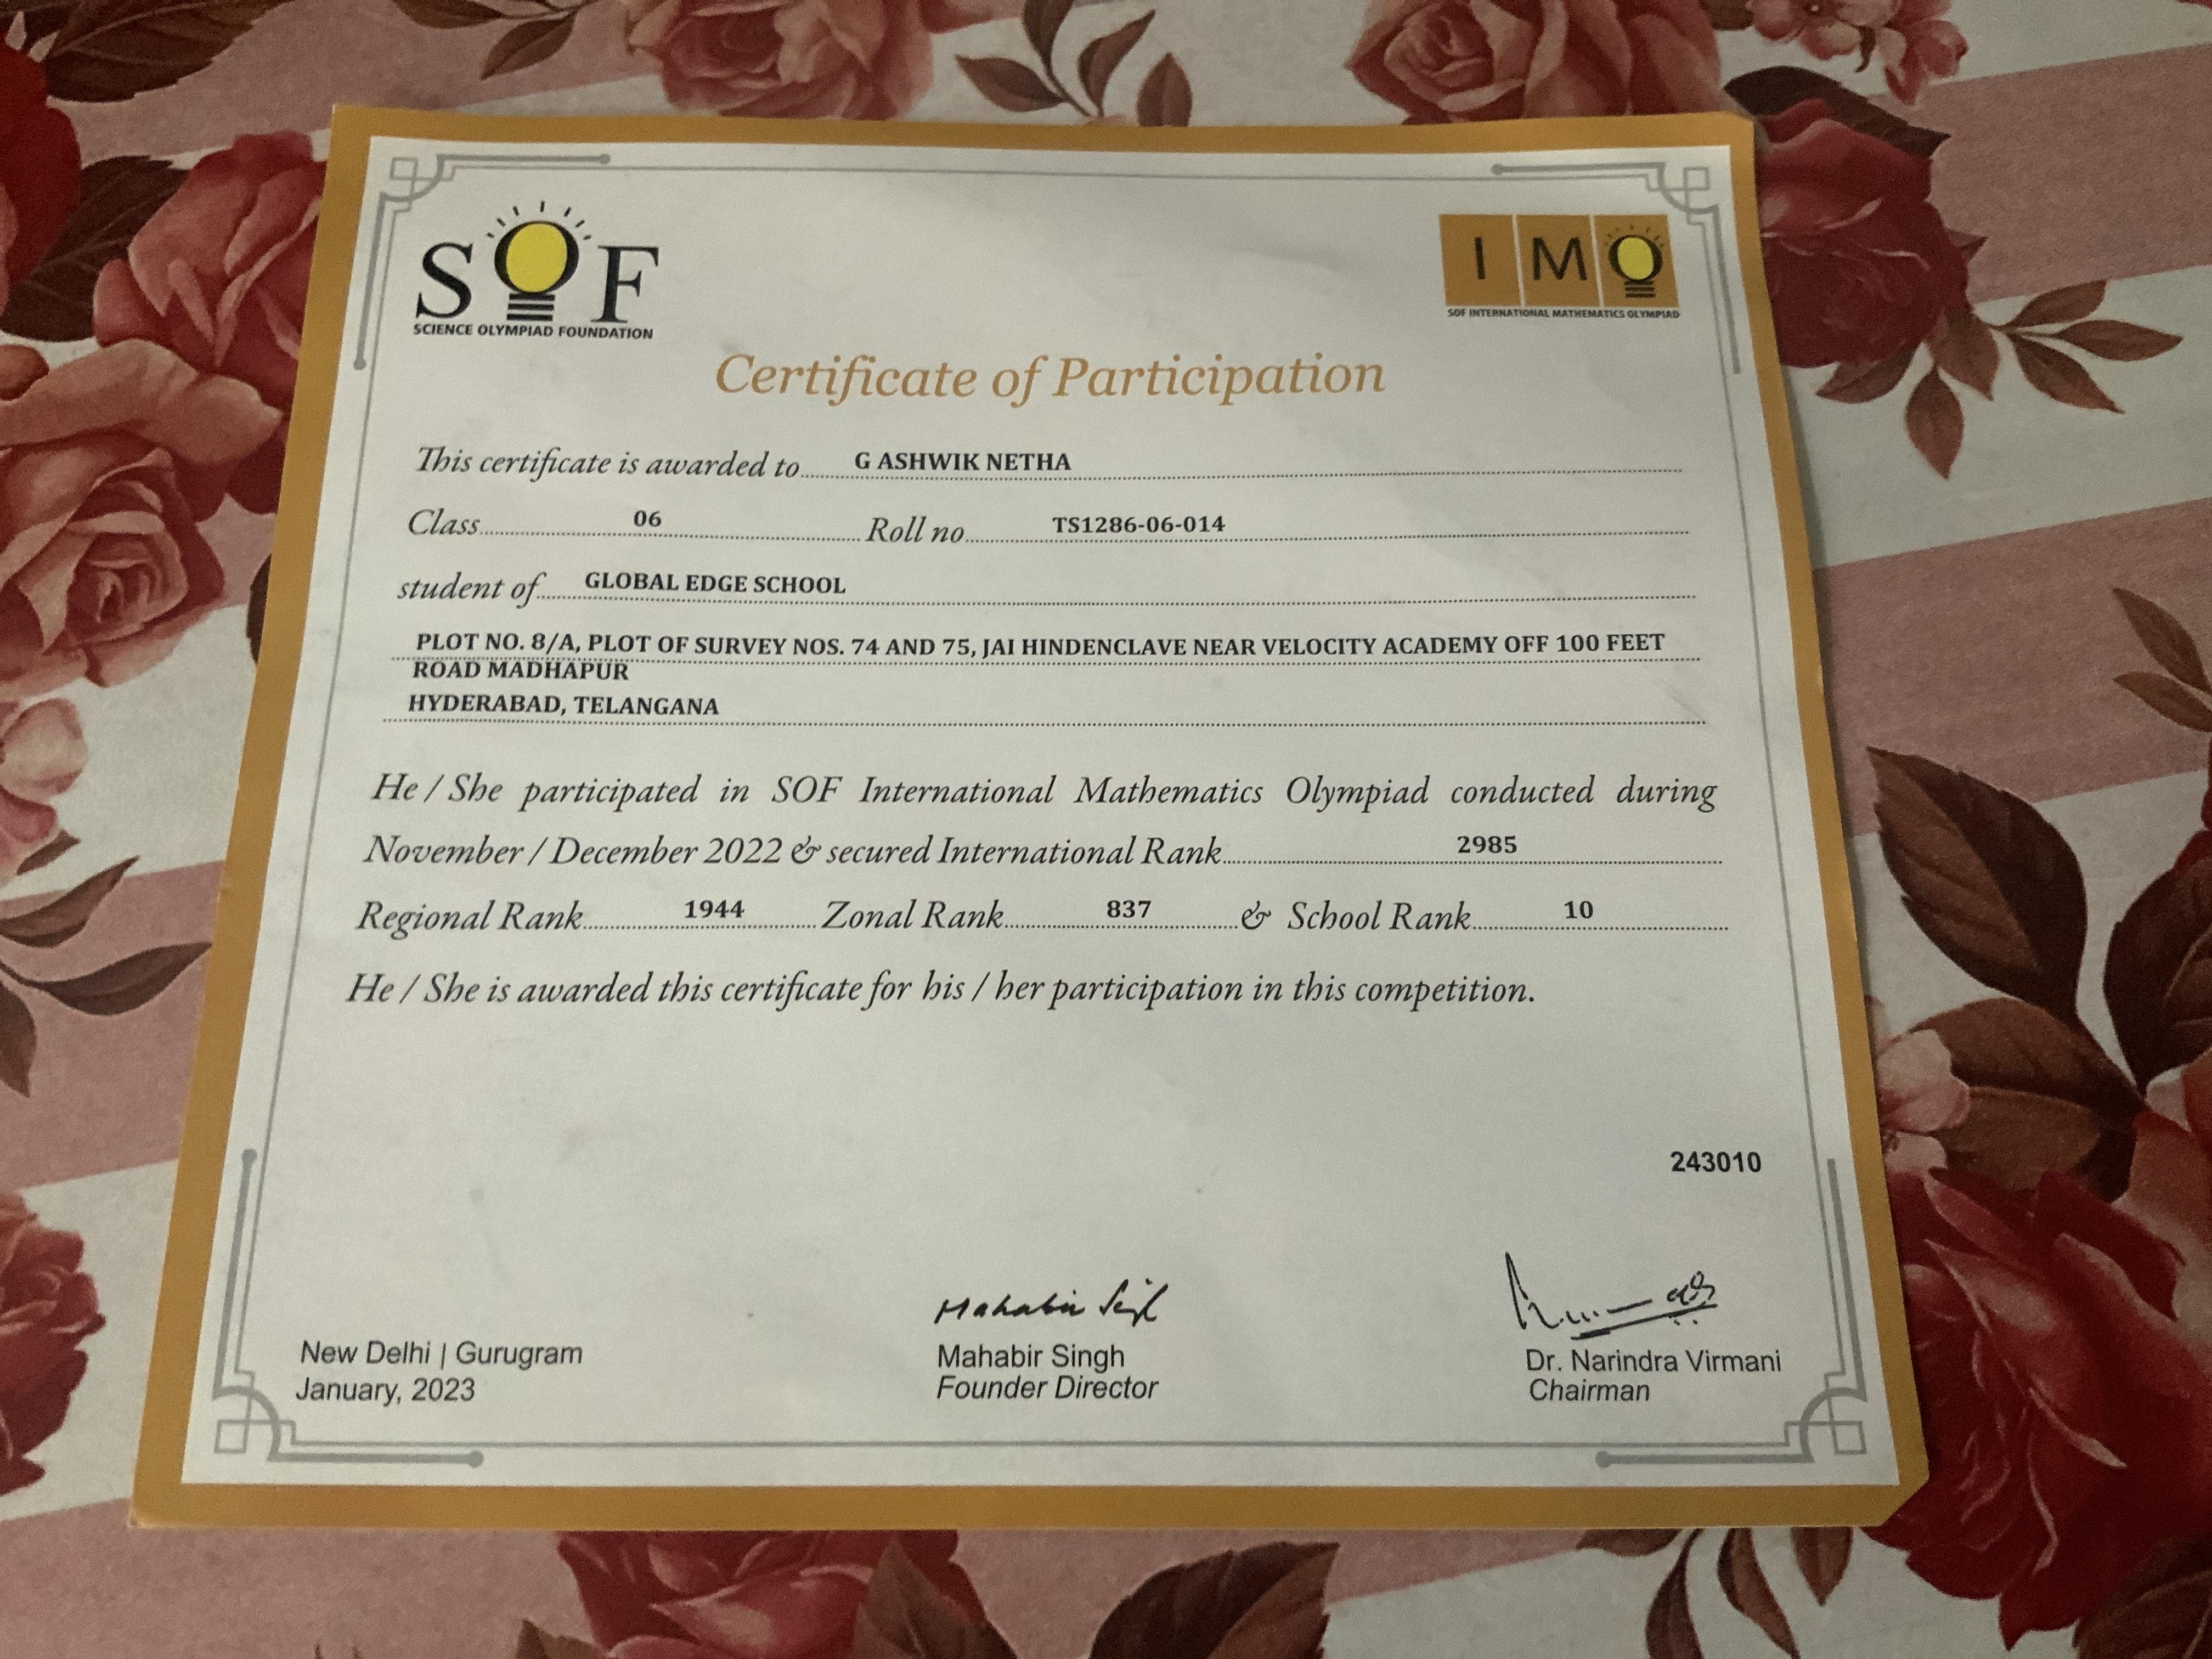 SOF
SCIENCE OLYMPIAD FOUNDATION
IMO
SOF INTERNATIONAL MATHEMATICS OLYMPIAD
Certificate of Participation
This certificate is awarded to G ASHWIK NETHA
Class 06 Roll no TS1286-06-014
student of GLOBAL EDGE SCHOOL
PLOT NO. 8/A, PLOT OF SURVEY NOS. 74 AND 75, JAI HINDENCLAVE NEAR VELOCITY ACADEMY OFF 100 FEET
ROAD MADHAPUR
HYDERABAD, TELANGANA
He / She participated in SOF International Mathematics Olympiad conducted during
November / December 2022 & secured International Rank 2985
Regional Rank 1944 Zonal Rank 837 & School Rank 10
He / She is awarded this certificate for his / her participation in this competition.
243010
Mahabir Singh
New Delhi | Gurugram
January, 2023
Mahabir Singh
Founder Director
Dr. Narindra Virmani
Chairman